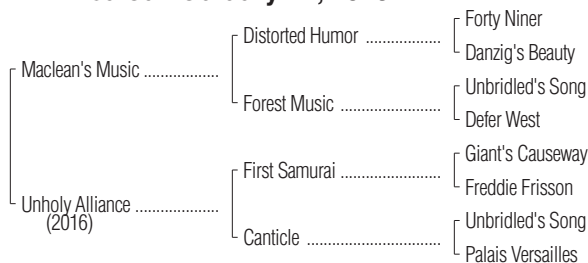 Forty Niner
Distorted Humor ....................
Danzig's Beauty
Maclean's Music ....................
Unbridled's Song
Forest Music ...........................
Defer West
Giant's Causeway
First Samurai ...........................
Freddie Frisson
Unholy Alliance .......................
(2016)
Unbridled's Song
Canticle ....................................
Palais Versailles